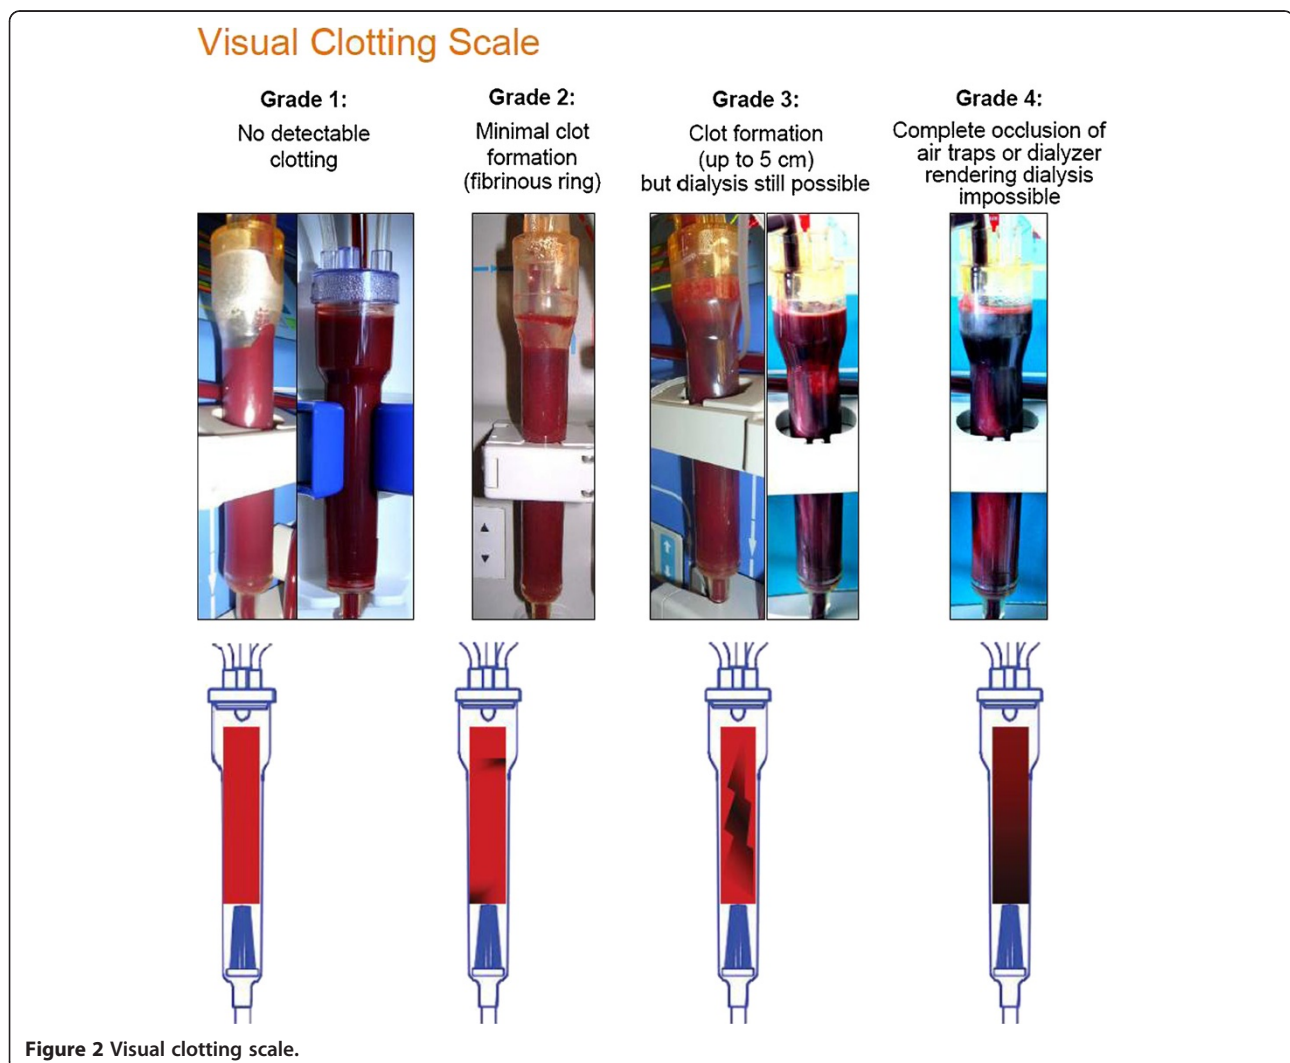 Visual Clotting Scale
Grade 1:
No detectable
clotting
Grade 2:
Minimal clot
formation
(fibrinous ring)
Grade 3:
Clot formation
(up to 5 cm)
but dialysis still possible
Grade 4:
Complete occlusion of
air traps or dialyzer
rendering dialysis
impossible
Figure 2 Visual clotting scale.